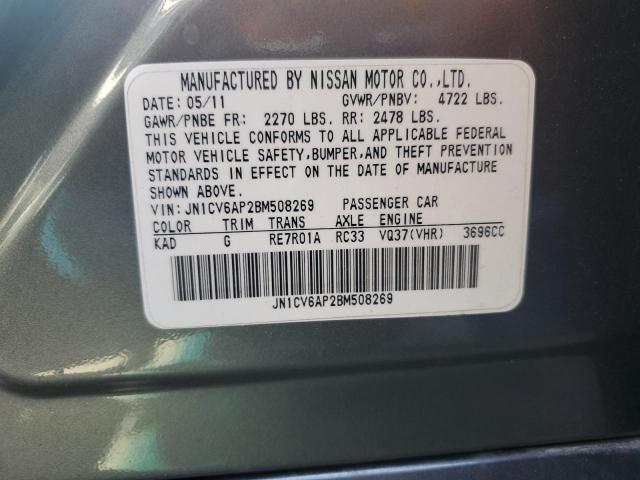 MANUFACTURED BY NISSAN MOTOR CO.,LTD.
DATE: 05/11 GVWR/PNBV: 4722 LBS.
GAWR/PNBE FR: 2270 LBS. RR: 2478 LBS.
THIS VEHICLE CONFORMS TO ALL APPLICABLE FEDERAL
MOTOR VEHICLE SAFETY,BUMPER,AND THEFT PREVENTION
STANDARDS IN EFFECT ON THE DATE OF MANUFACTURE
SHOWN ABOVE.
VIN: JN1CV6AP2BM508269 PASSENGER CAR
COLOR TRIM TRANS AXLE ENGINE
KAD G RE7R01A RC33 VQ37(VHR) 3696CC
JN1CV6AP2BM508269